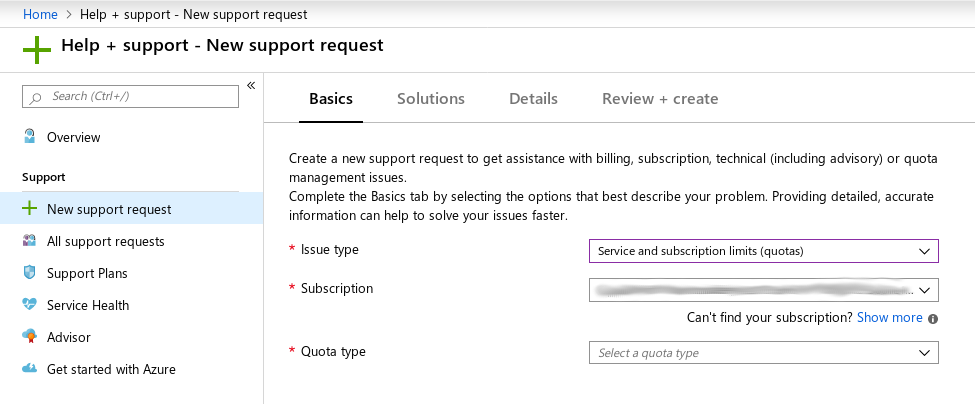 Home > Help + support - New support request
Help + support - New support request
Search (Ctrl+/)
«
Overview
Support
New support request
All support requests
Support Plans
Service Health
Advisor
Get started with Azure
Basics Solutions Details Review + create
Create a new support request to get assistance with billing, subscription, technical (including advisory) or quota
management issues.
Complete the Basics tab by selecting the options that best describe your problem. Providing detailed, accurate
information can help to solve your issues faster.
* Issue type Service and subscription limits (quotas)
* Subscription ...
Can't find your subscription? Show more
* Quota type Select a quota type